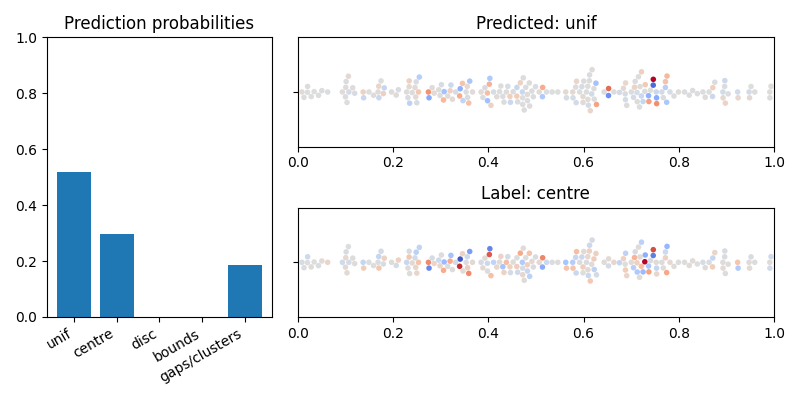 Prediction probabilities
1.0
0.8
0.6
0.4
0.2
0.0
unif
centre
disc
bounds
gaps/clusters
Predicted: unif
0.0 0.2 0.4 0.6 0.8 1.0
Label: centre
0.0 0.2 0.4 0.6 0.8 1.0